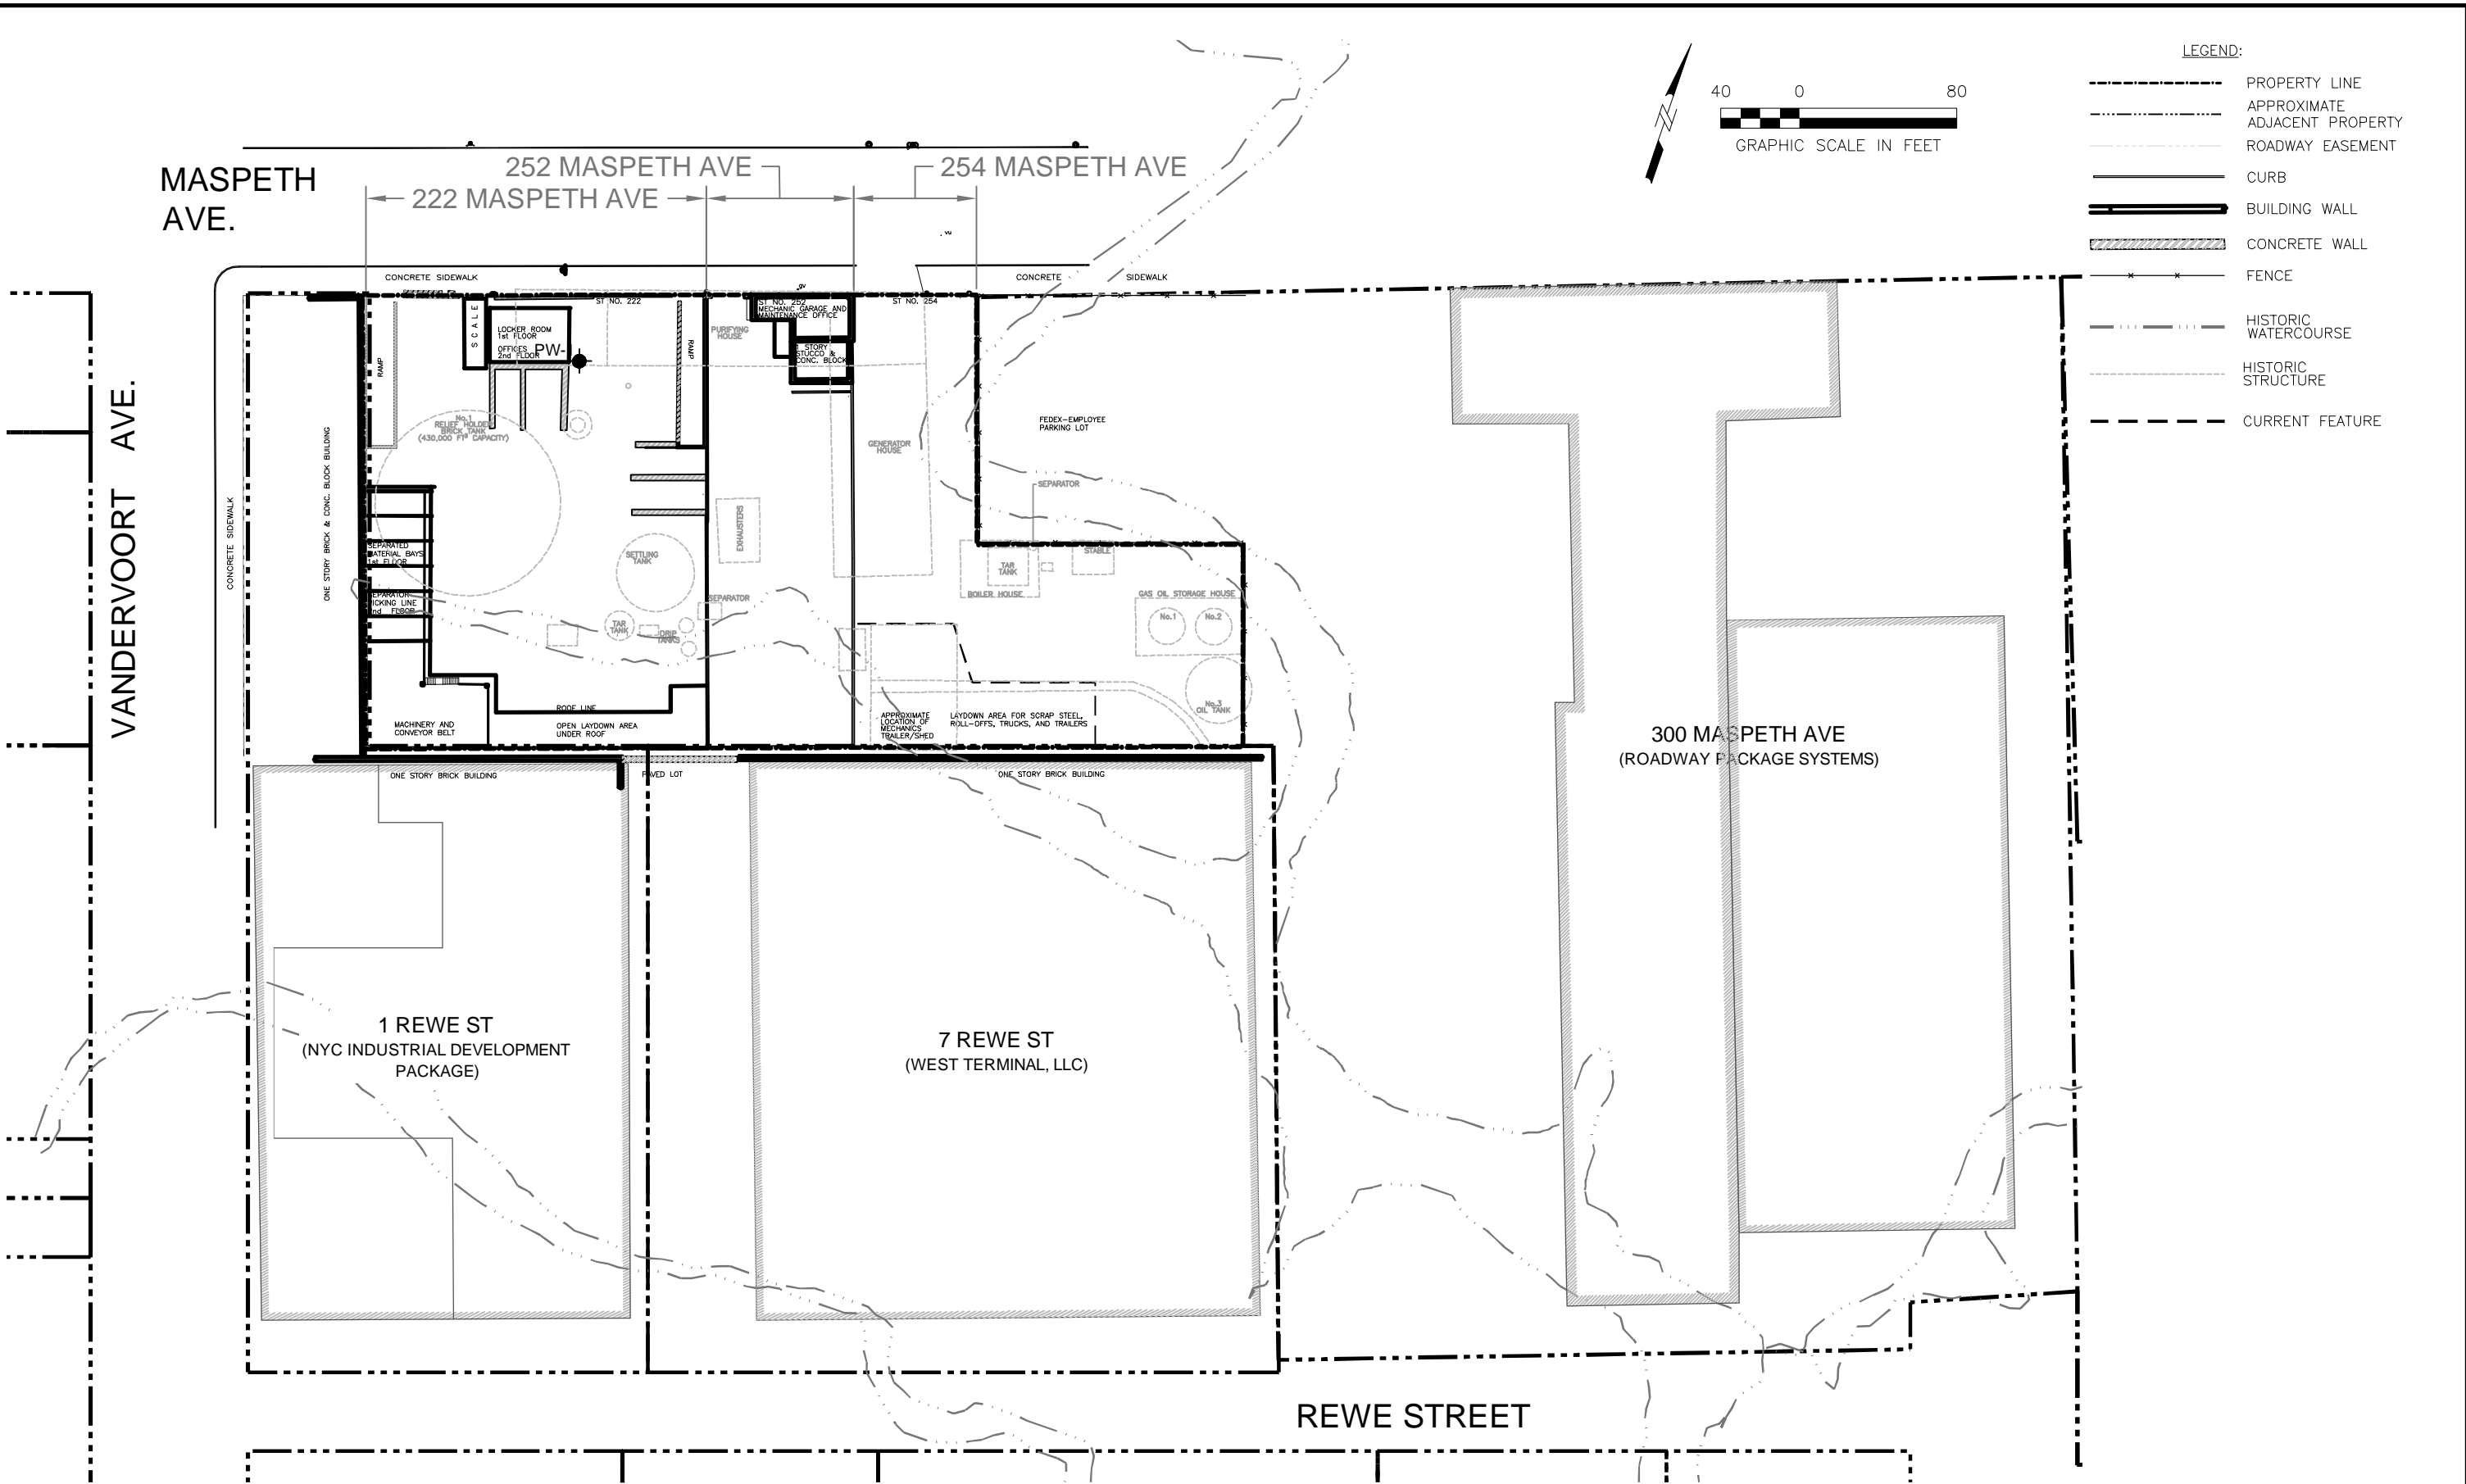 LEGEND:
PROPERTY LINE
APPROXIMATE
ADJACENT PROPERTY
ROADWAY EASEMENT
CURB
BUILDING WALL
CONCRETE WALL
FENCE
HISTORIC
WATERCOURSE
HISTORIC
STRUCTURE
CURRENT FEATURE
40 0 80
GRAPHIC SCALE IN FEET
MASPETH
AVE.
252 MASPETH AVE
254 MASPETH AVE
222 MASPETH AVE
CONCRETE SIDEWALK
CONCRETE SIDEWALK
ST NO. 222
ST NO. 252
MECHANIC GARAGE AND
MAINTENANCE OFFICE
ST NO. 254
SCALE
LOCKER ROOM
1st FLOOR
OFFICES
2nd FLOOR
PW-
RAMP
RAMP
PURIFYING
HOUSE
1 STORY
STUCCO &
CONC. BLOCK
No.1
RELIEF HOLDER
BRICK TANK
(430,000 FT³ CAPACITY)
GENERATOR
HOUSE
FEDEX-EMPLOYEE
PARKING LOT
VANDERVOORT AVE.
CONCRETE SIDEWALK
ONE STORY BRICK & CONC. BLOCK BUILDING
SEPARATED
MATERIAL BAYS
1st FLOOR
SEPARATOR
PICKING LINE
2nd FLOOR
EXHAUSTERS
SETTLING
TANK
SEPARATOR
SEPARATOR
STABLE
TAR
TANK
BOILER HOUSE
GAS OIL STORAGE HOUSE
No.1
No.2
TAR
TANK
DRIP
TANKS
No.3
OIL TANK
ROOF LINE
MACHINERY AND
CONVEYOR BELT
OPEN LAYDOWN AREA
UNDER ROOF
APPROXIMATE
LOCATION OF
MECHANICS
TRAILER/SHED
LAYDOWN AREA FOR SCRAP STEEL,
ROLL-OFFS, TRUCKS, AND TRAILERS
300 MASPETH AVE
(ROADWAY PACKAGE SYSTEMS)
ONE STORY BRICK BUILDING
PAVED LOT
ONE STORY BRICK BUILDING
1 REWE ST
(NYC INDUSTRIAL DEVELOPMENT
PACKAGE)
7 REWE ST
(WEST TERMINAL, LLC)
REWE STREET